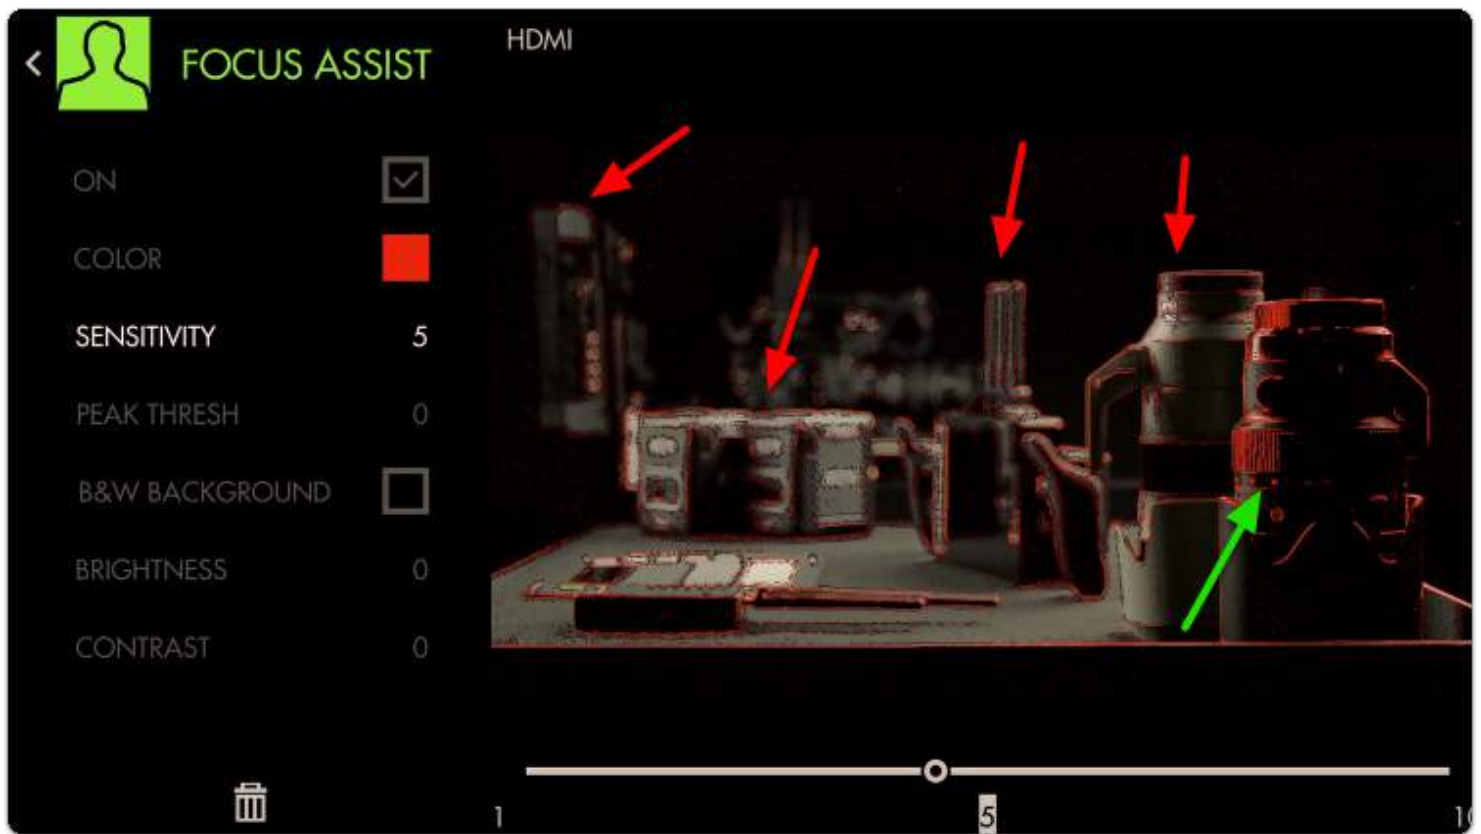 FOCUS ASSIST
HDMI
ON
COLOR
SENSITIVITY 5
PEAK THRESH 0
B&W BACKGROUND
BRIGHTNESS 0
CONTRAST 0
1 5